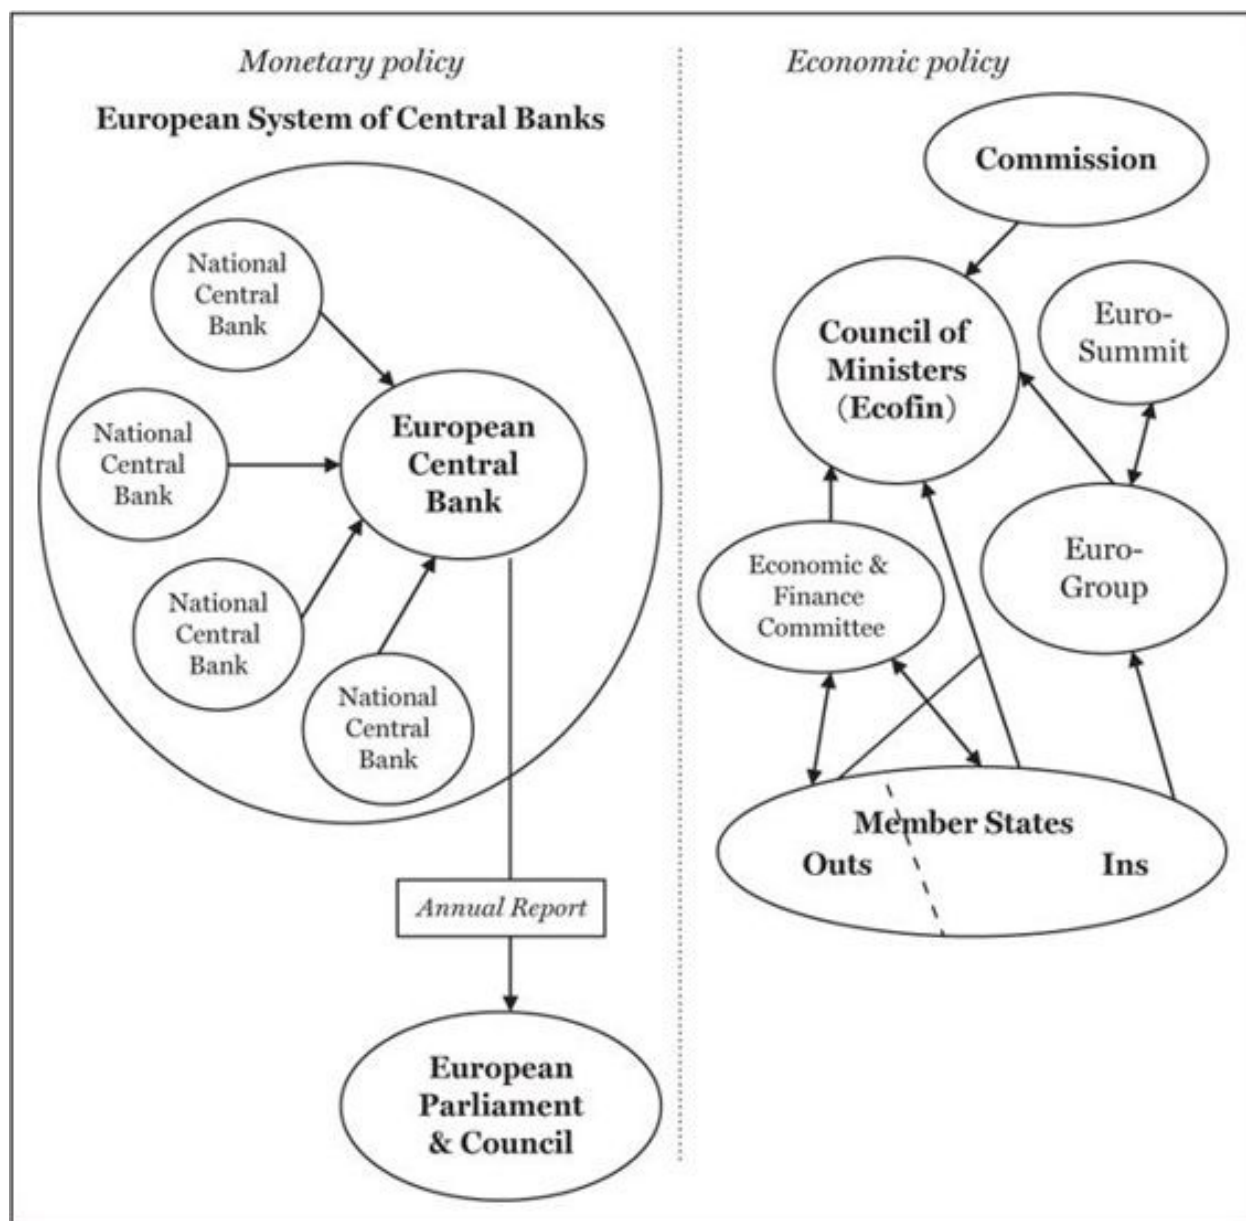 Monetary policy
European System of Central Banks
National
Central
Bank
National
Central
Bank
National
Central
Bank
National
Central
Bank
European
Central
Bank
Annual Report
European
Parliament
& Council
Economic policy
Commission
Council of
Ministers
(Ecofin)
Euro-
Summit
Economic &
Finance
Committee
Euro-
Group
Member States
Outs
Ins